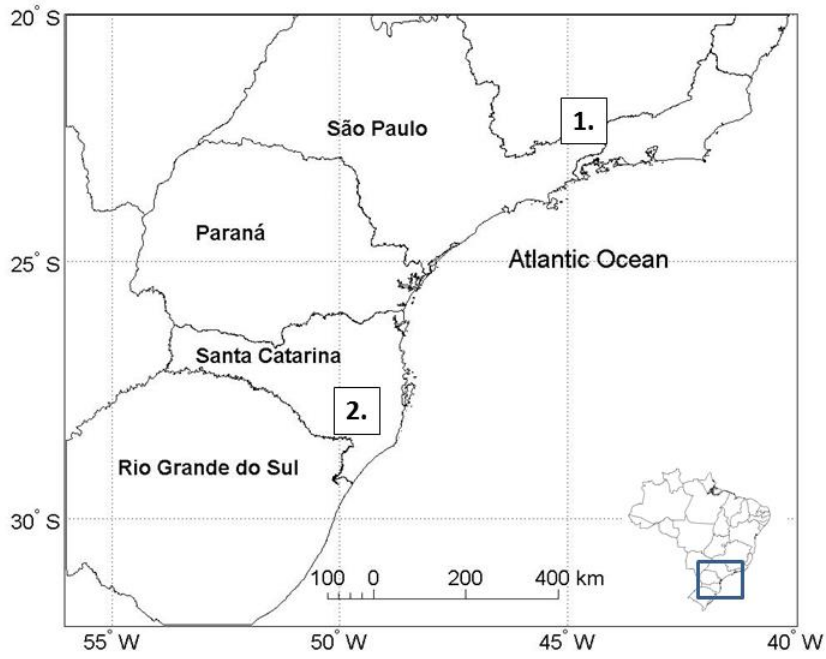 20° S
1.
São Paulo
Paraná
25° S
Atlantic Ocean
Santa Catarina
2.
Rio Grande do Sul
30° S
100 0 200 400 km
55° W 50° W 45° W 40° W